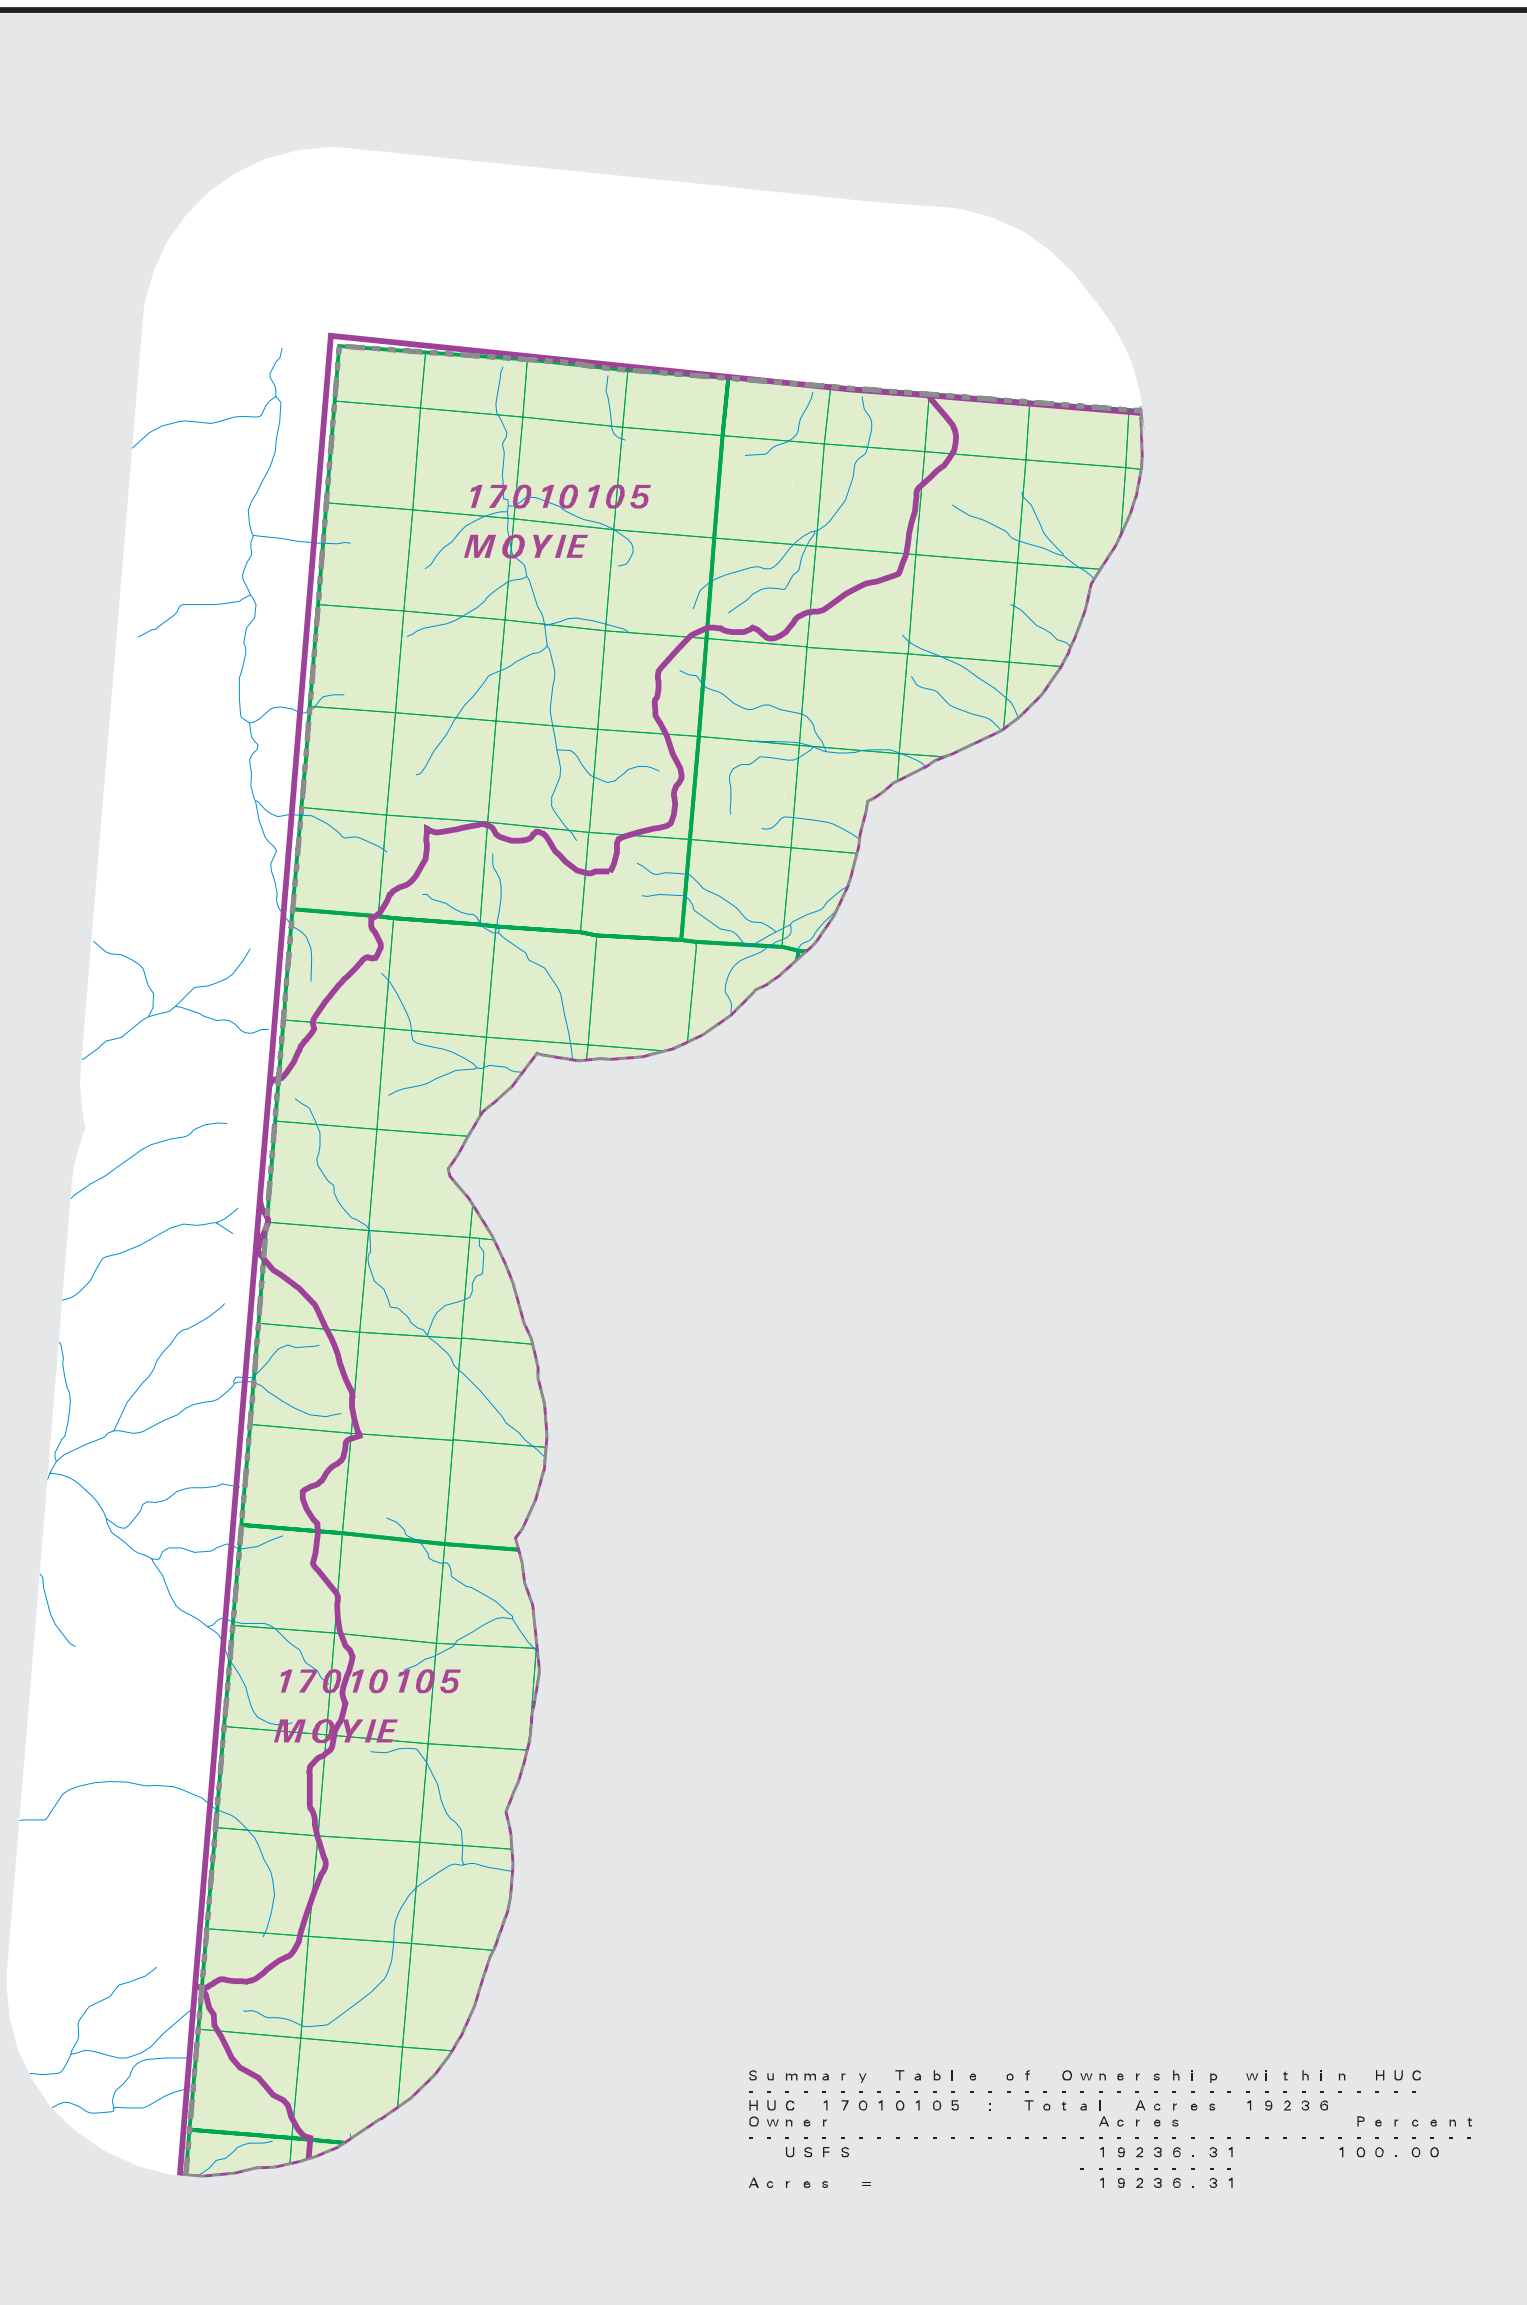 17010105
MOYIE
17010105
MOYIE
Summary Table of Ownership within HUC
- - - - - - - - - - - - - - - - - - - - - - - - - - - - - - - - - - - - -
HUC 17010105 : Total Acres 19236
Owner Acres Percent
- - - - - - - - - - - - - - - - - - - - - - - - - - - - - - - - - - - - - - - -
USFS 19236.31 100.00
- - - - - - - - -
Acres = 19236.31